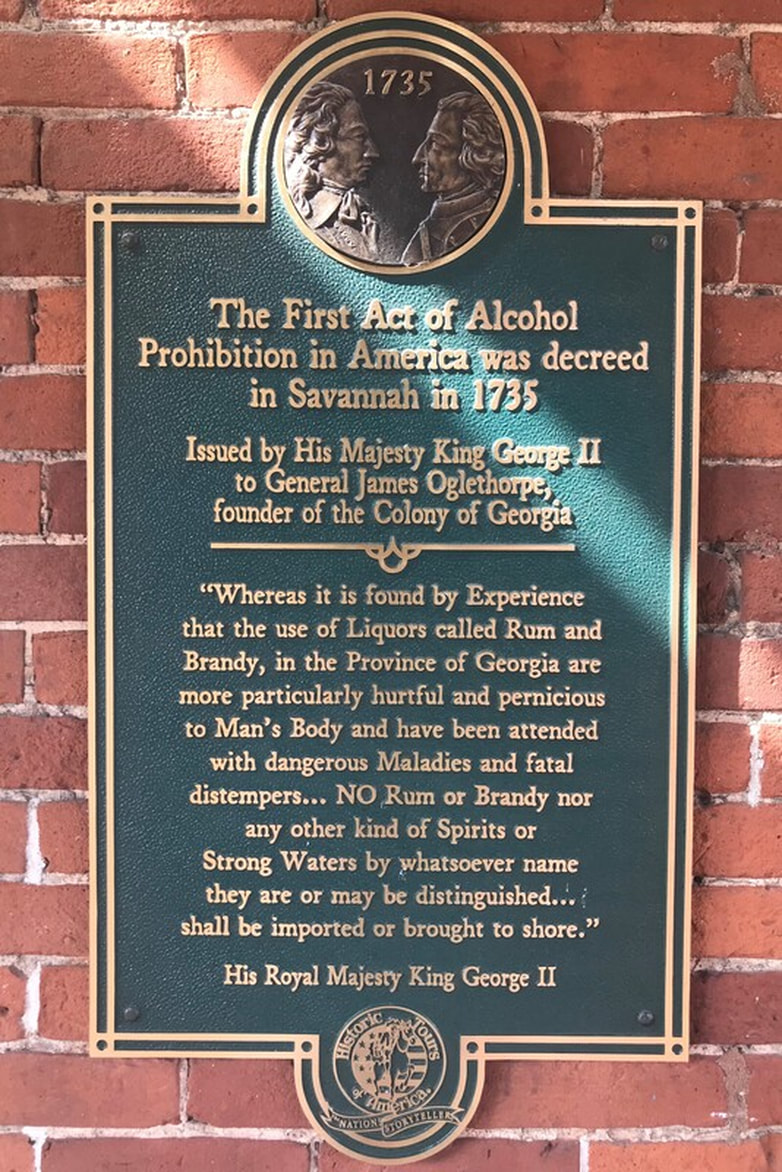 1735
The First Act of Alcohol
Prohibition in America was decreed
in Savannah in 1735
Issued by His Majesty King George II
to General James Oglethorpe,
founder of the Colony of Georgia
“Whereas it is found by Experience
that the use of Liquors called Rum and
Brandy, in the Province of Georgia are
more particularly hurtful and pernicious
to Man's Body and have been attended
with dangerous Maladies and fatal
distempers... NO Rum or Brandy nor
any other kind of Spirits or
Strong Waters by whatsoever name
they are or may be distinguished...
shall be imported or brought to shore.”
His Royal Majesty King George II
Historic Tours
of America.
NATION STORYTELLER